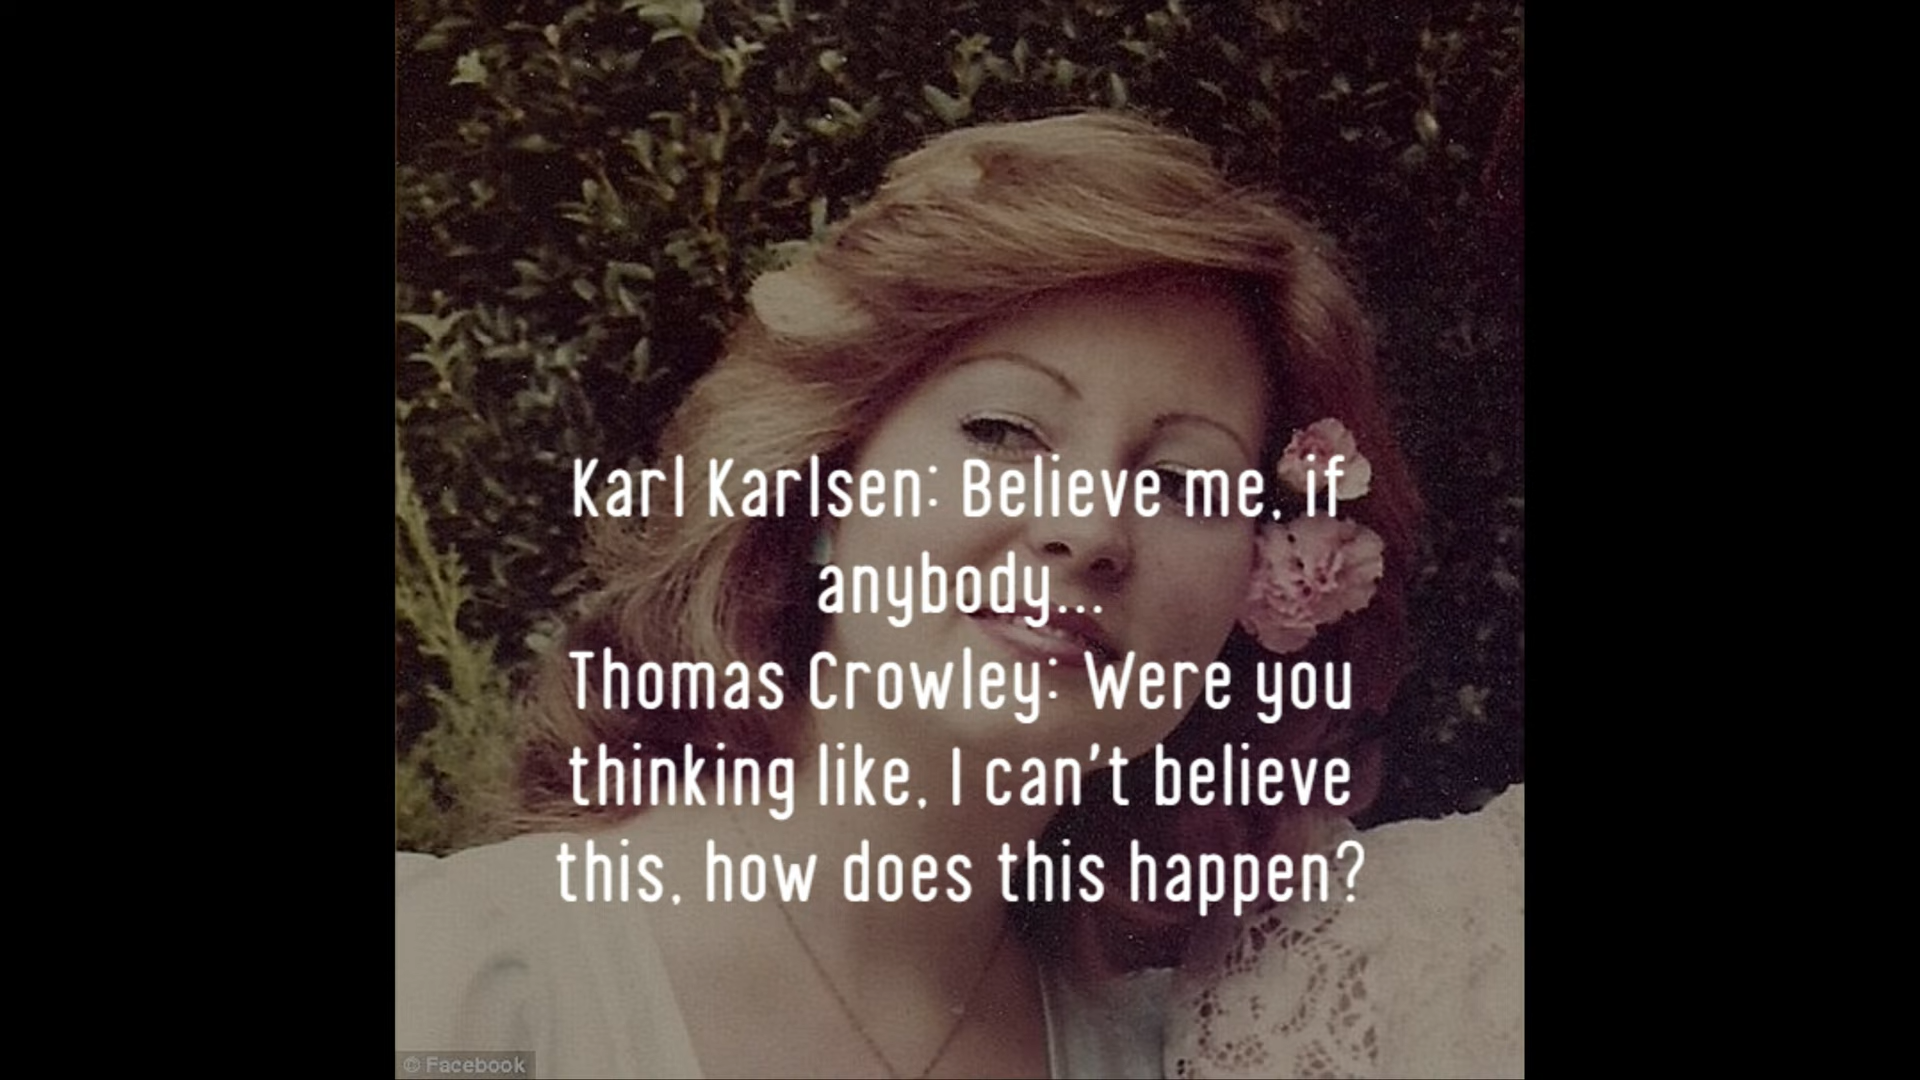 Karl Karlsen: Believe me, if
anybody...
Thomas Crowley: Were you
thinking like, I can't believe
this, how does this happen?
© Facebook